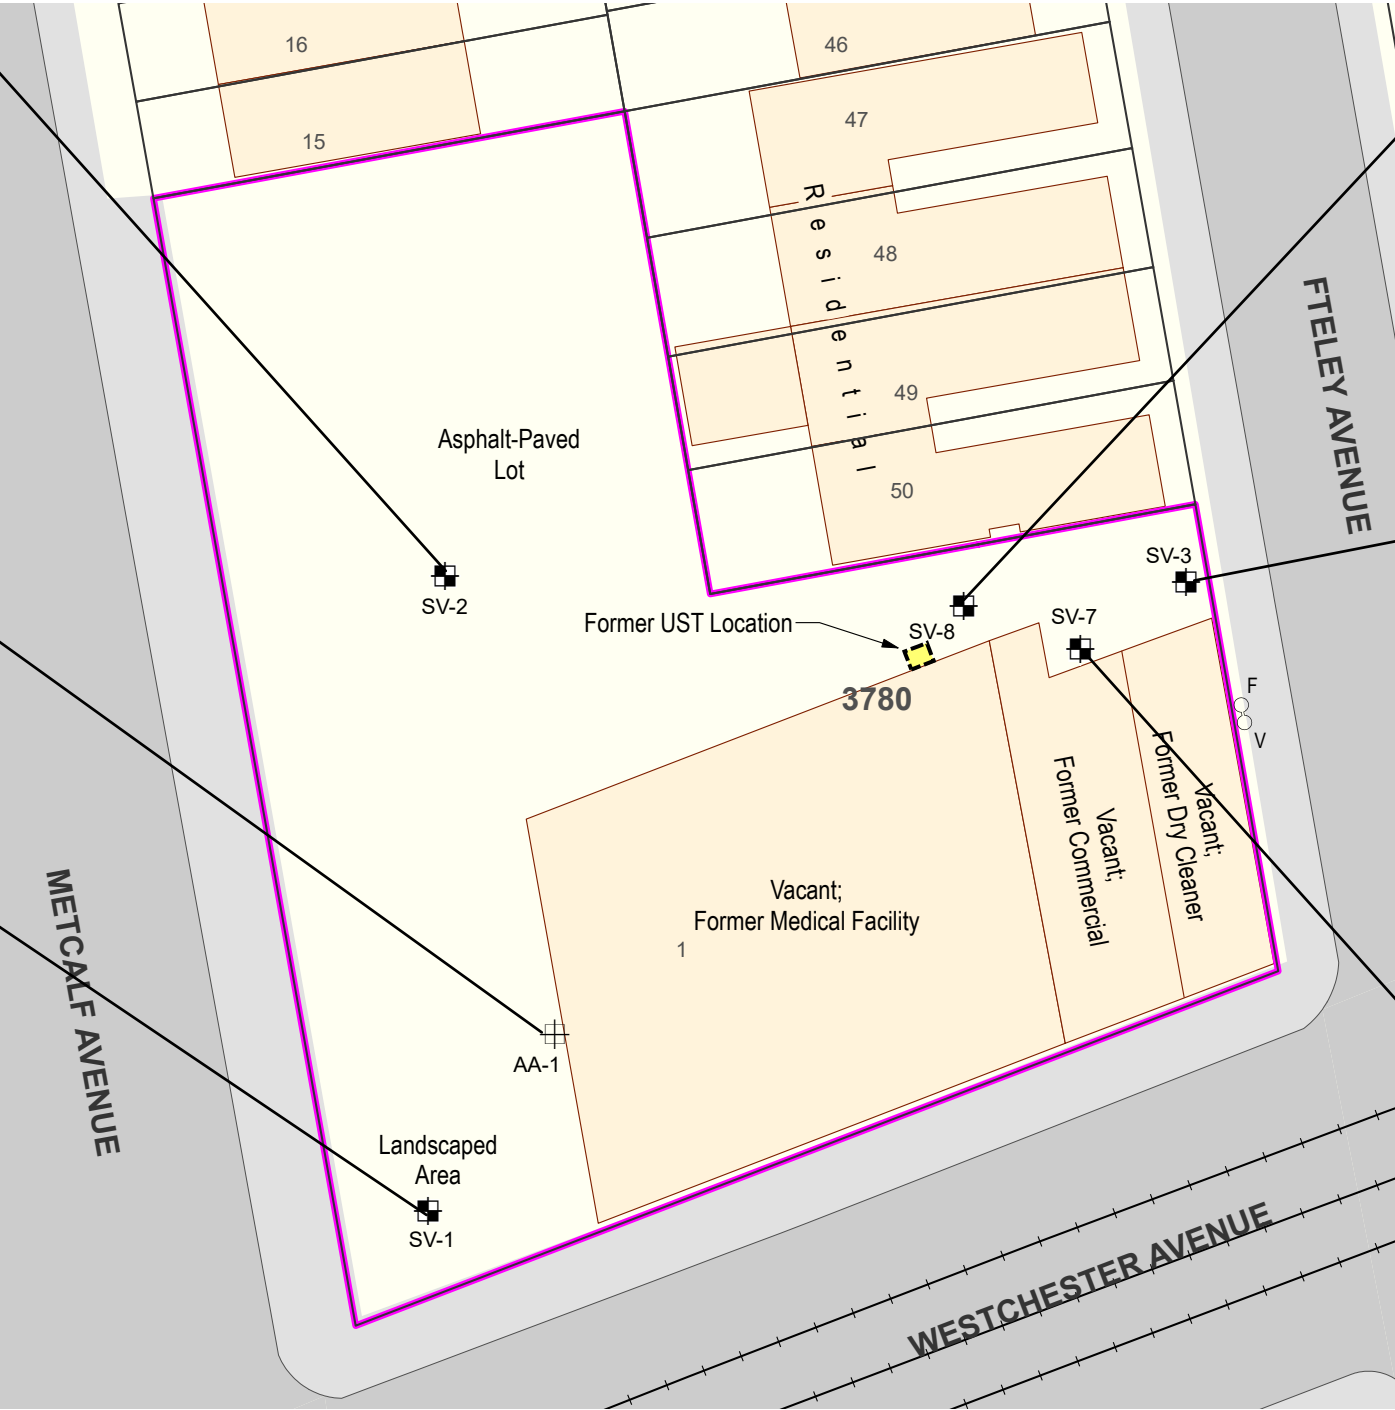 16
46
15
47
Residential
48
FTELEY AVENUE
49
Asphalt-Paved
Lot
50
SV-3
SV-2
SV-7
Former UST Location
SV-8
F
3780
V
Vacant;
Former Dry Cleaner
Vacant;
Former Commercial
Vacant;
Former Medical Facility
1
METCALF AVENUE
AA-1
Landscaped
Area
SV-1
WESTCHESTER AVENUE